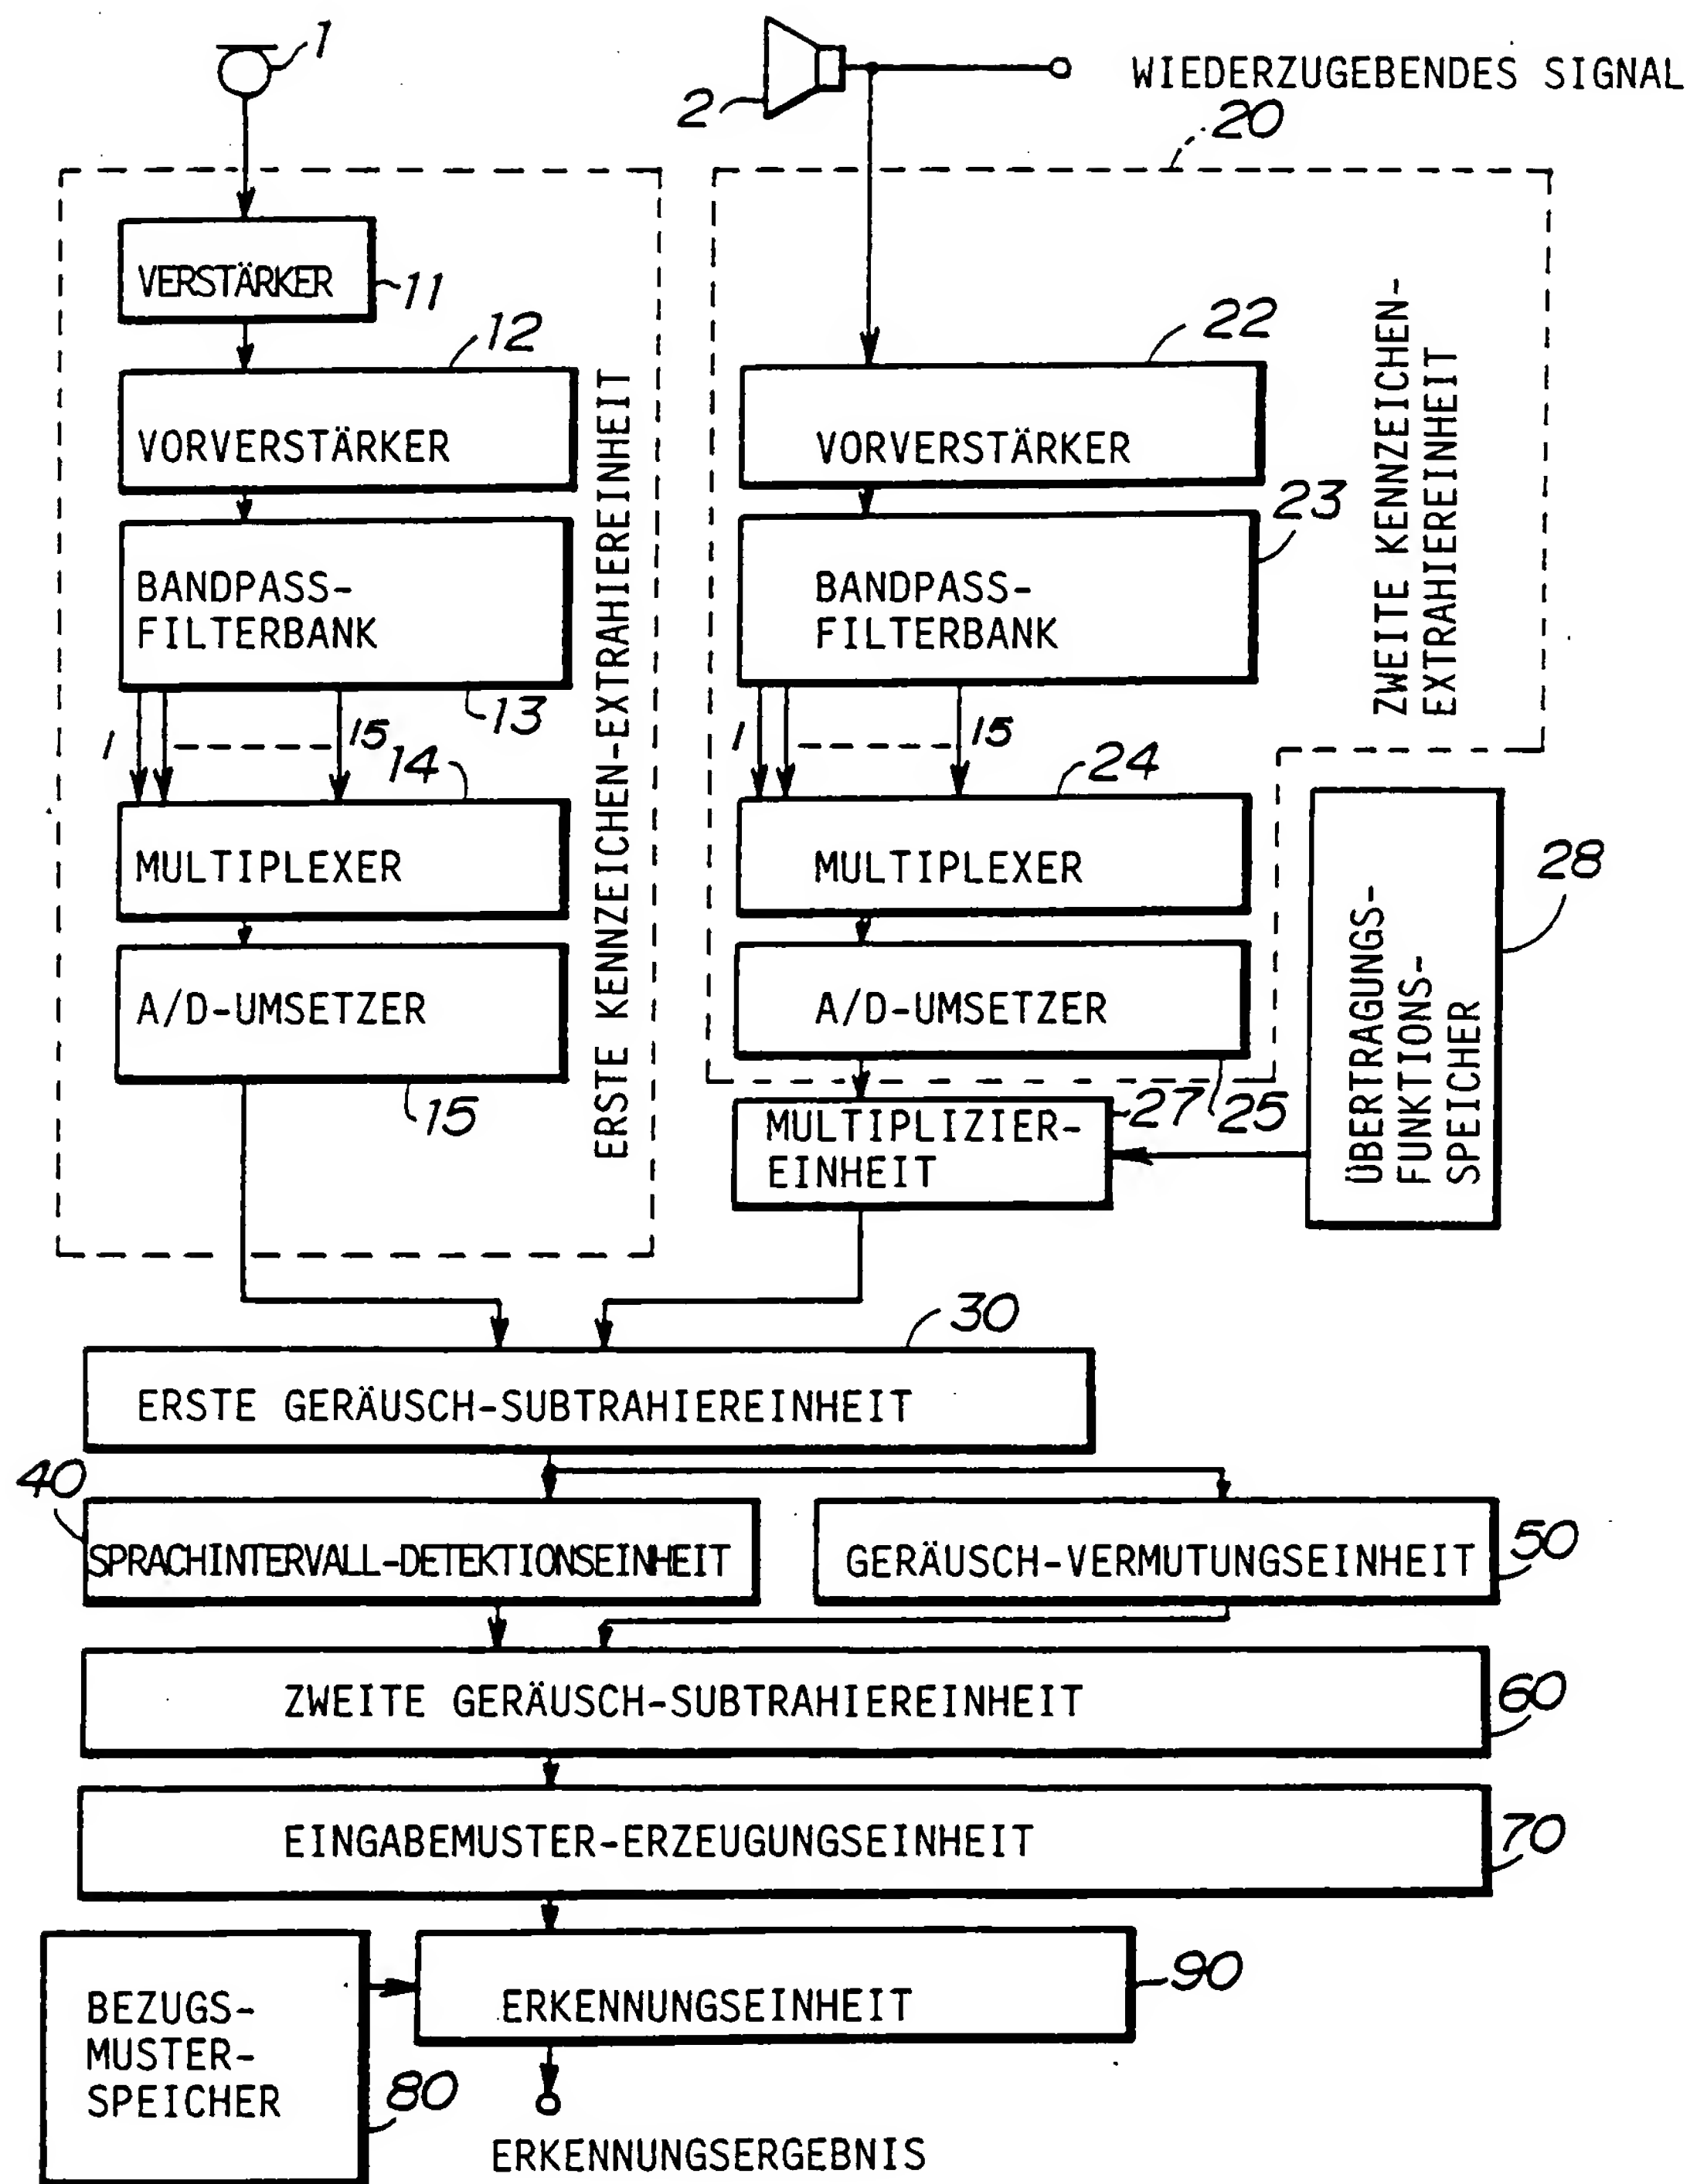 1
2
WIEDERZUGEBENDES SIGNAL
20
VERSTÄRKER
11
12
VORVERSTÄRKER
BANDPASS-
FILTERBANK
13
1
15
14
MULTIPLEXER
A/D-UMSETZER
15
ERSTE KENNZEICHEN-EXTRAHIEREINHEIT
22
VORVERSTÄRKER
23
BANDPASS-
FILTERBANK
1
15
24
MULTIPLEXER
A/D-UMSETZER
25
ZWEITE KENNZEICHEN-
EXTRAHIEREINHEIT
27
MULTIPLIZIER-
EINHEIT
28
ÜBERTRAGUNGS-
FUNKTIONS-
SPEICHER
30
ERSTE GERÄUSCH-SUBTRAHIEREINHEIT
40
SPRACHINTERVALL-DETEKTIONSEINHEIT
GERÄUSCH-VERMUTUNGSEINHEIT
50
ZWEITE GERÄUSCH-SUBTRAHIEREINHEIT
60
EINGABEMUSTER-ERZEUGUNGSEINHEIT
70
BEZUGS-
MUSTER-
SPEICHER
80
ERKENNUNGSEINHEIT
90
ERKENNUNGSERGEBNIS